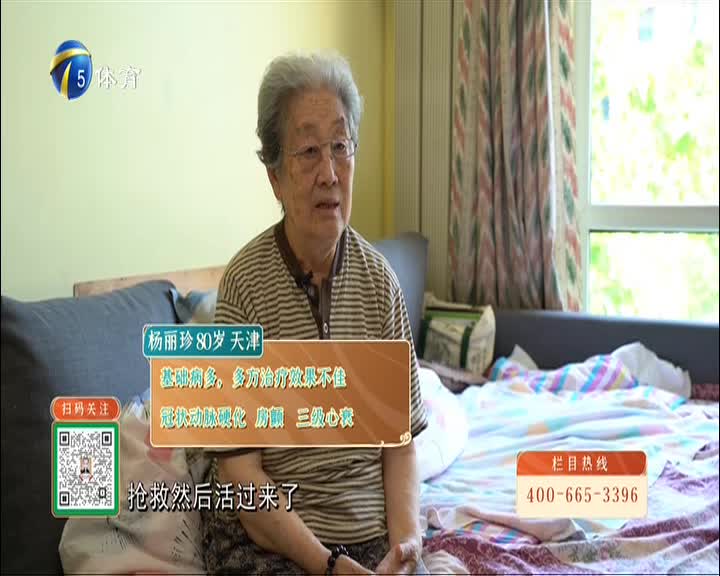 5 体育
杨丽珍 80岁 天津
基础病多，多方治疗效果不佳
冠状动脉硬化 房颤 三级心衰
扫码关注
栏目热线
400-665-3396
抢救然后活过来了